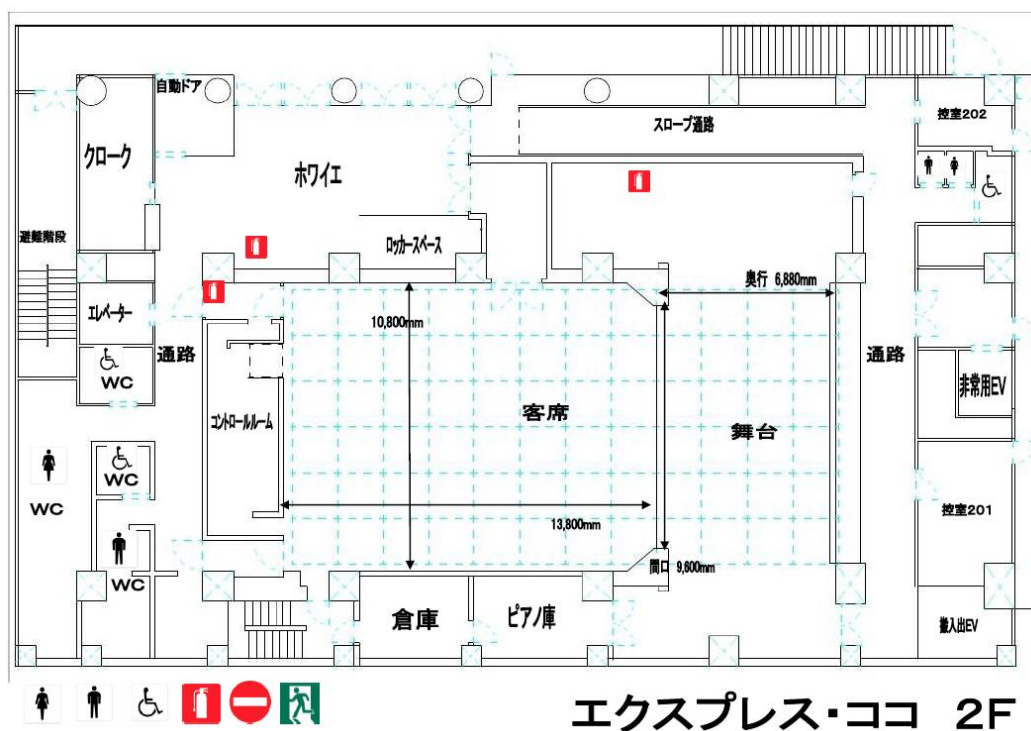 自動ドア
クローク
ホワイエ
スロープ通路
控室202
避難階段
ロッカースペース
エレベーター
WC
通路
コントロールルーム
10,800mm
奥行 6,880mm
客席
舞台
通路
非常用EV
WC
WC
WC
13,800mm
間口 9,600mm
控室201
倉庫
ピアノ庫
搬入出EV
エクスプレス・ココ 2F